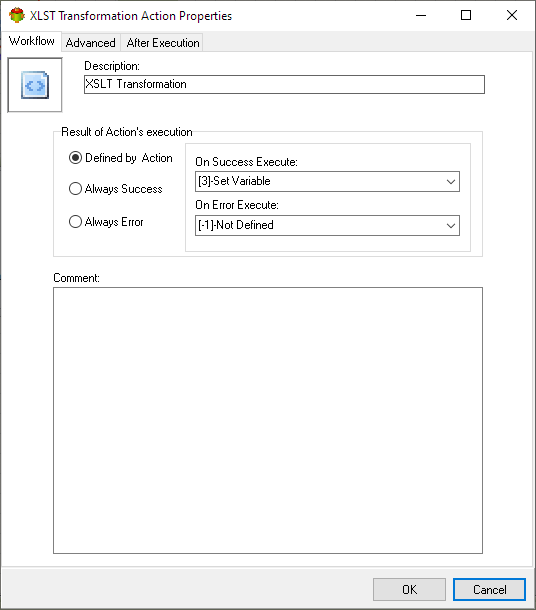 XLST Transformation Action Properties
Workflow Advanced After Execution
Description:
XSLT Transformation
Result of Action's execution
Defined by Action
Always Success
Always Error
On Success Execute:
[3]-Set Variable
On Error Execute:
[-1]-Not Defined
Comment:
OK Cancel